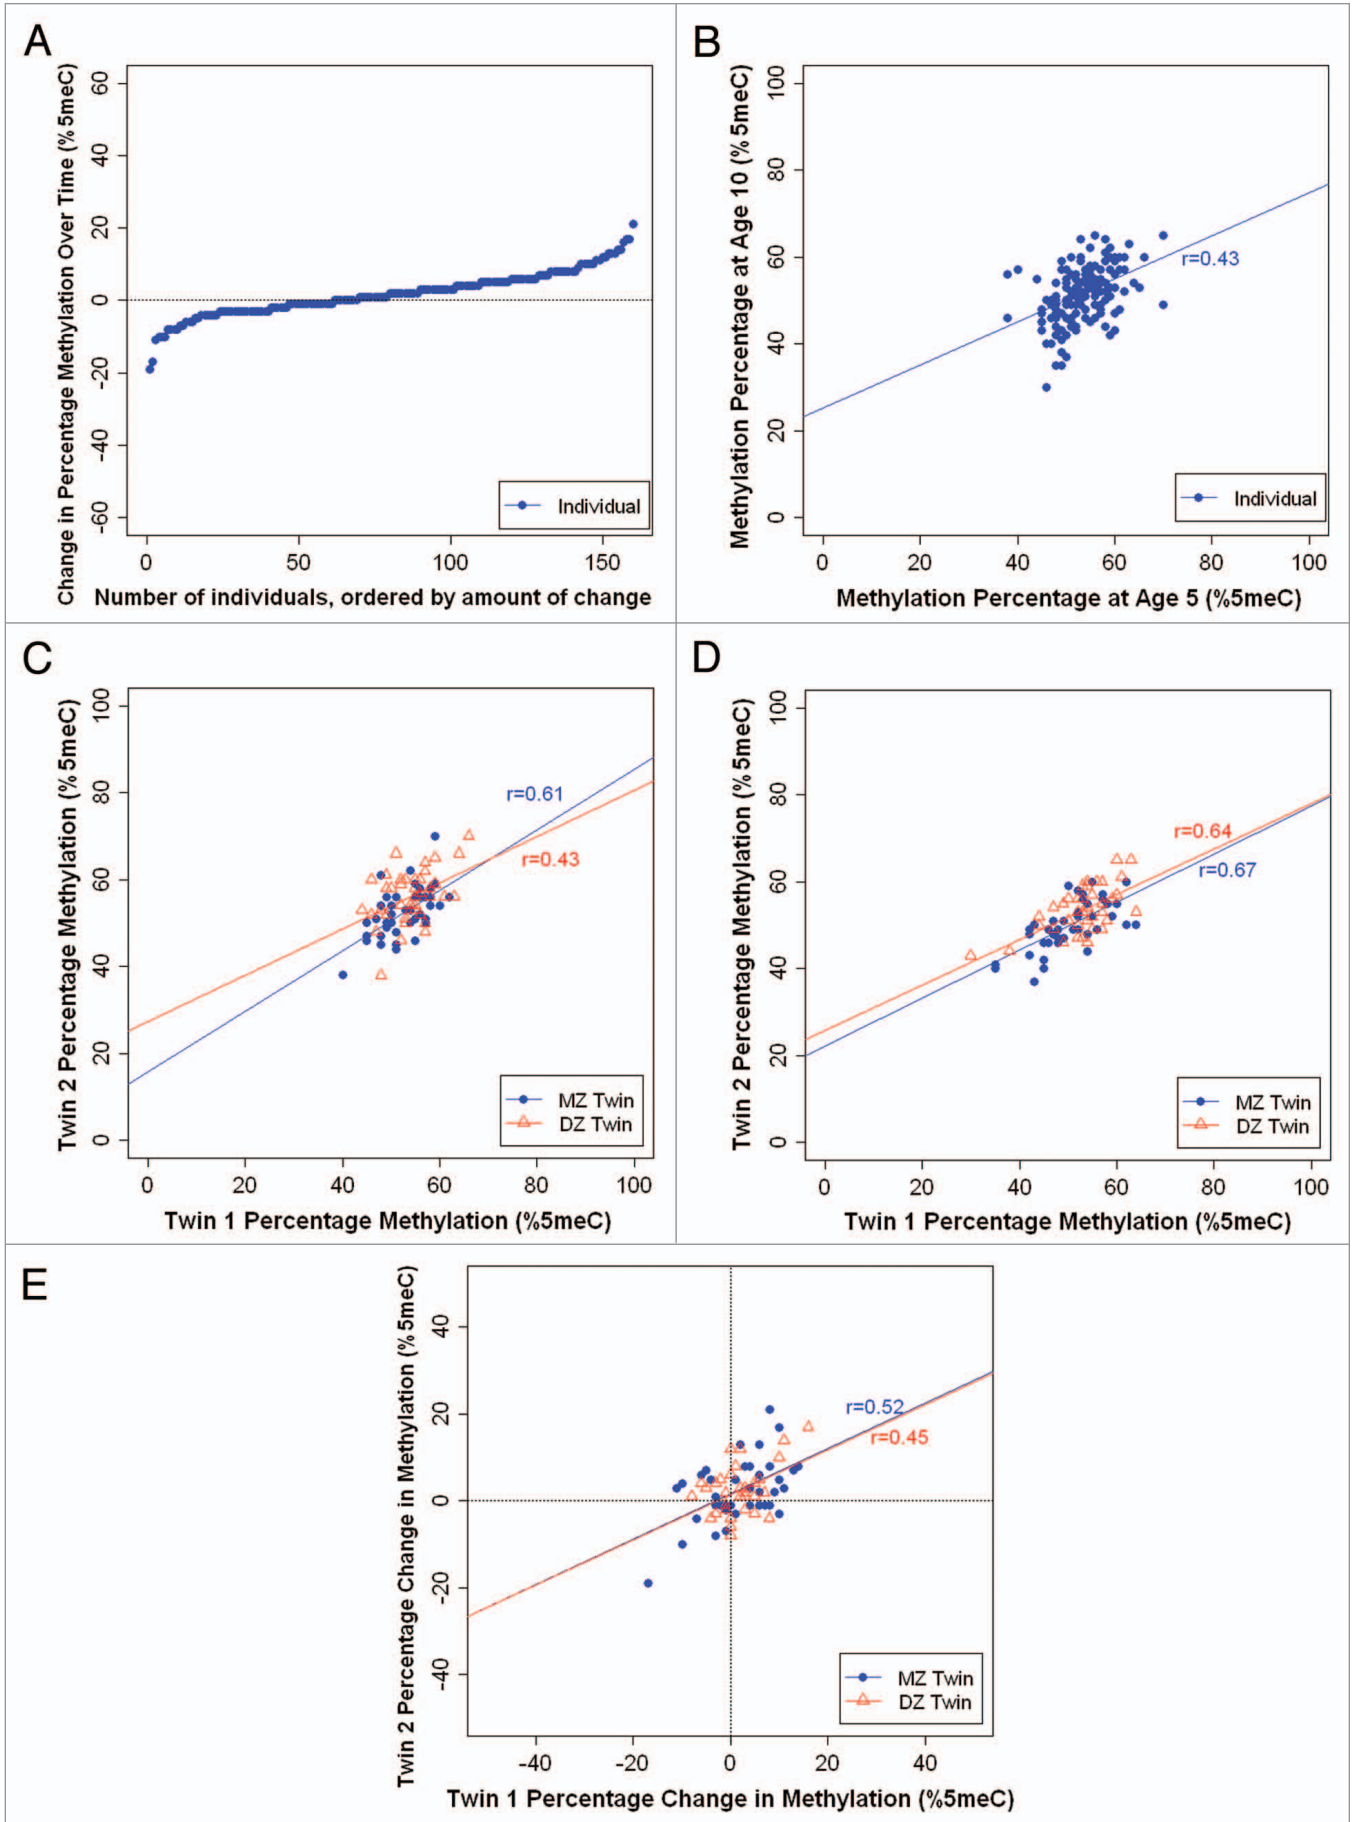 A
Change in Percentage Methylation Over Time (%5meC)
60
40
20
0
-20
-40
-60
Individual
0 50 100 150
Number of individuals, ordered by amount of change
B
Methylation Percentage at Age 10 (%5meC)
100
80
60
40
20
0
r=0.43
Individual
0 20 40 60 80 100
Methylation Percentage at Age 5 (%5meC)
C
Twin 2 Percentage Methylation (%5meC)
100
80
60
40
20
0
r=0.61
r=0.43
MZ Twin
DZ Twin
0 20 40 60 80 100
Twin 1 Percentage Methylation (%5meC)
D
Twin 2 Percentage Methylation (%5meC)
100
80
60
40
20
0
r=0.64
r=0.67
MZ Twin
DZ Twin
0 20 40 60 80 100
Twin 1 Percentage Methylation (%5meC)
E
Twin 2 Percentage Change in Methylation (%5meC)
40
20
0
-20
-40
r=0.52
r=0.45
MZ Twin
DZ Twin
-40 -20 0 20 40
Twin 1 Percentage Change in Methylation (%5meC)